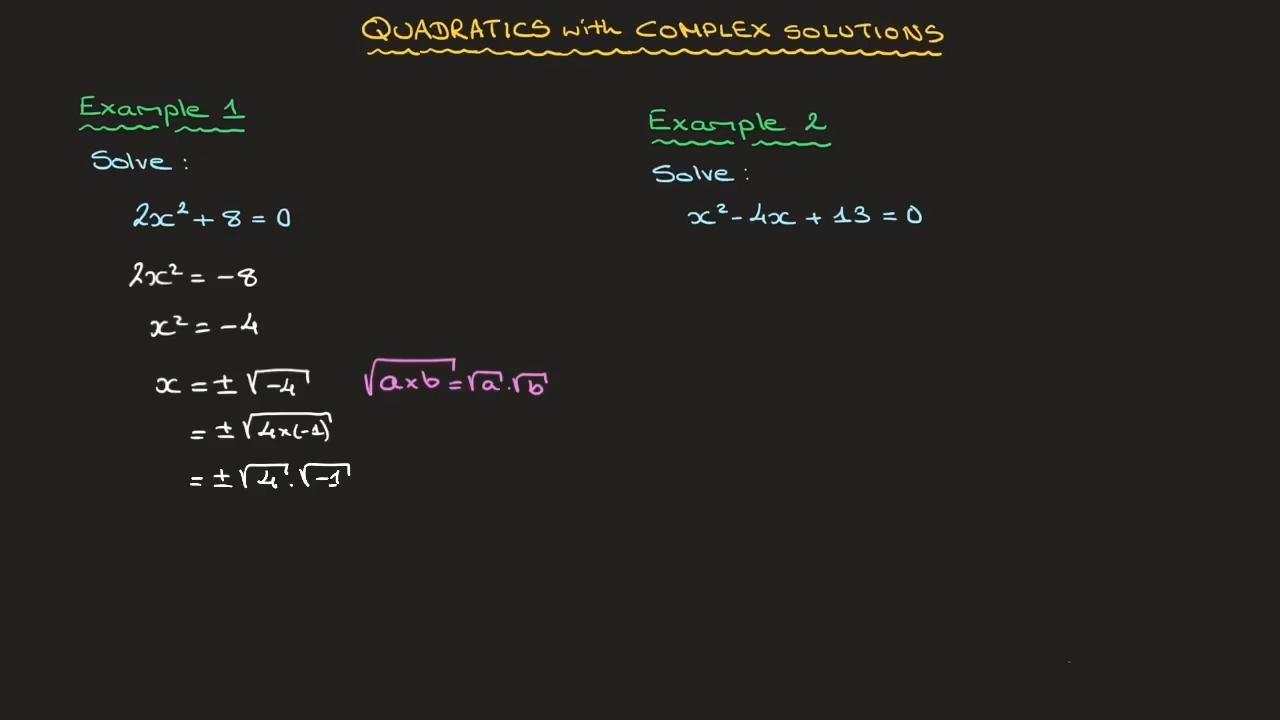 QUADRATICS with COMPLEX SOLUTIONS
Example 1
Solve :
2x² + 8 = 0
2x² = -8
x² = -4
x = ± √-4
√a×b = √a . √b
= ± √4×(-1)
= ± √4 . √-1
Example 2
Solve :
x² - 4x + 13 = 0